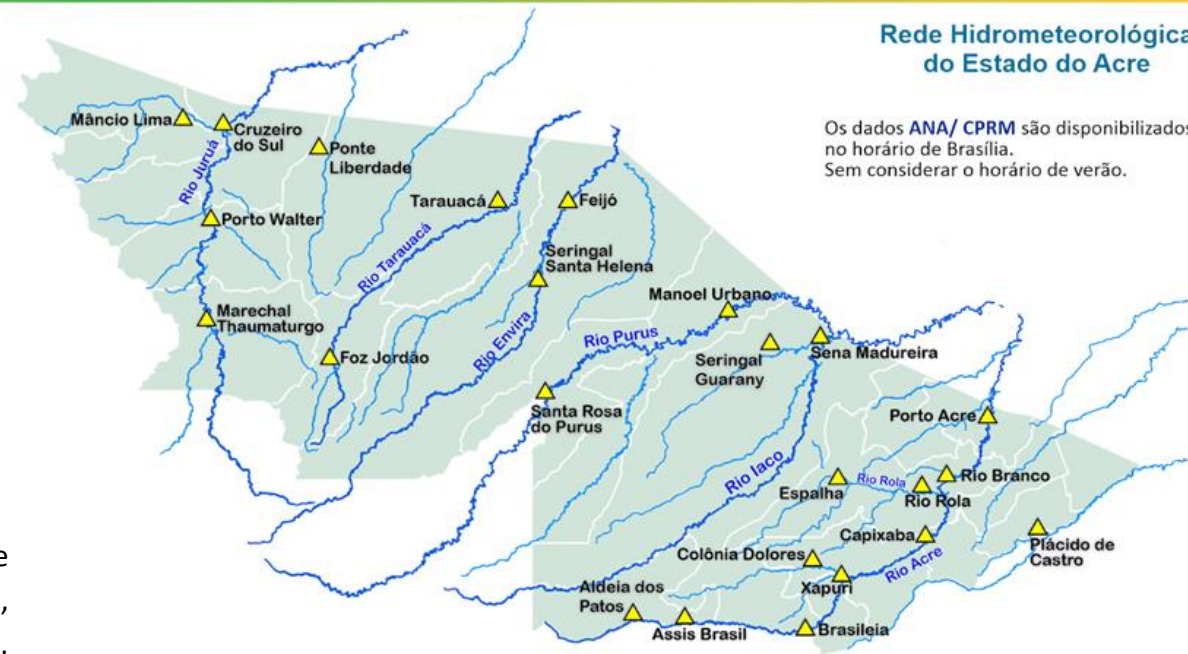 Rede Hidrometeorológica
do Estado do Acre
Os dados ANA/ CPRM são disponibilizados
no horário de Brasília.
Sem considerar o horário de verão.
Mâncio Lima
Cruzeiro
do Sul
Ponte
Liberdade
Rio Juruá
Porto Walter
Tarauacá
Feijó
Rio Tarauacá
Seringal
Santa Helena
Marechal
Thaumaturgo
Foz Jordão
Rio Envira
Manoel Urbano
Rio Purus
Seringal
Guarany
Sena Madureira
Santa Rosa
do Purus
Porto Acre
Rio Iaco
Espalha
Rio Rola
Rio Rola
Rio Branco
Capixaba
Plácido de
Castro
Colônia Dolores
Rio Acre
Xapuri
Aldeia dos
Patos
Assis Brasil
Brasileia
e
,
.